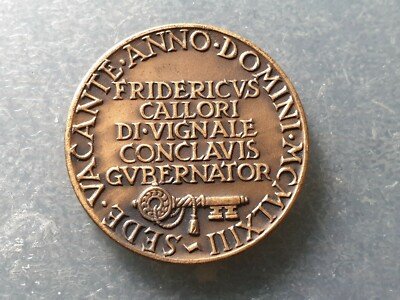 SEDE·VACANTE·ANNO·DOMINI·MCMLXIII
FRIDERICVS
CALLORI
DI·VIGNALE
CONCLAVIS
GVBERNATOR